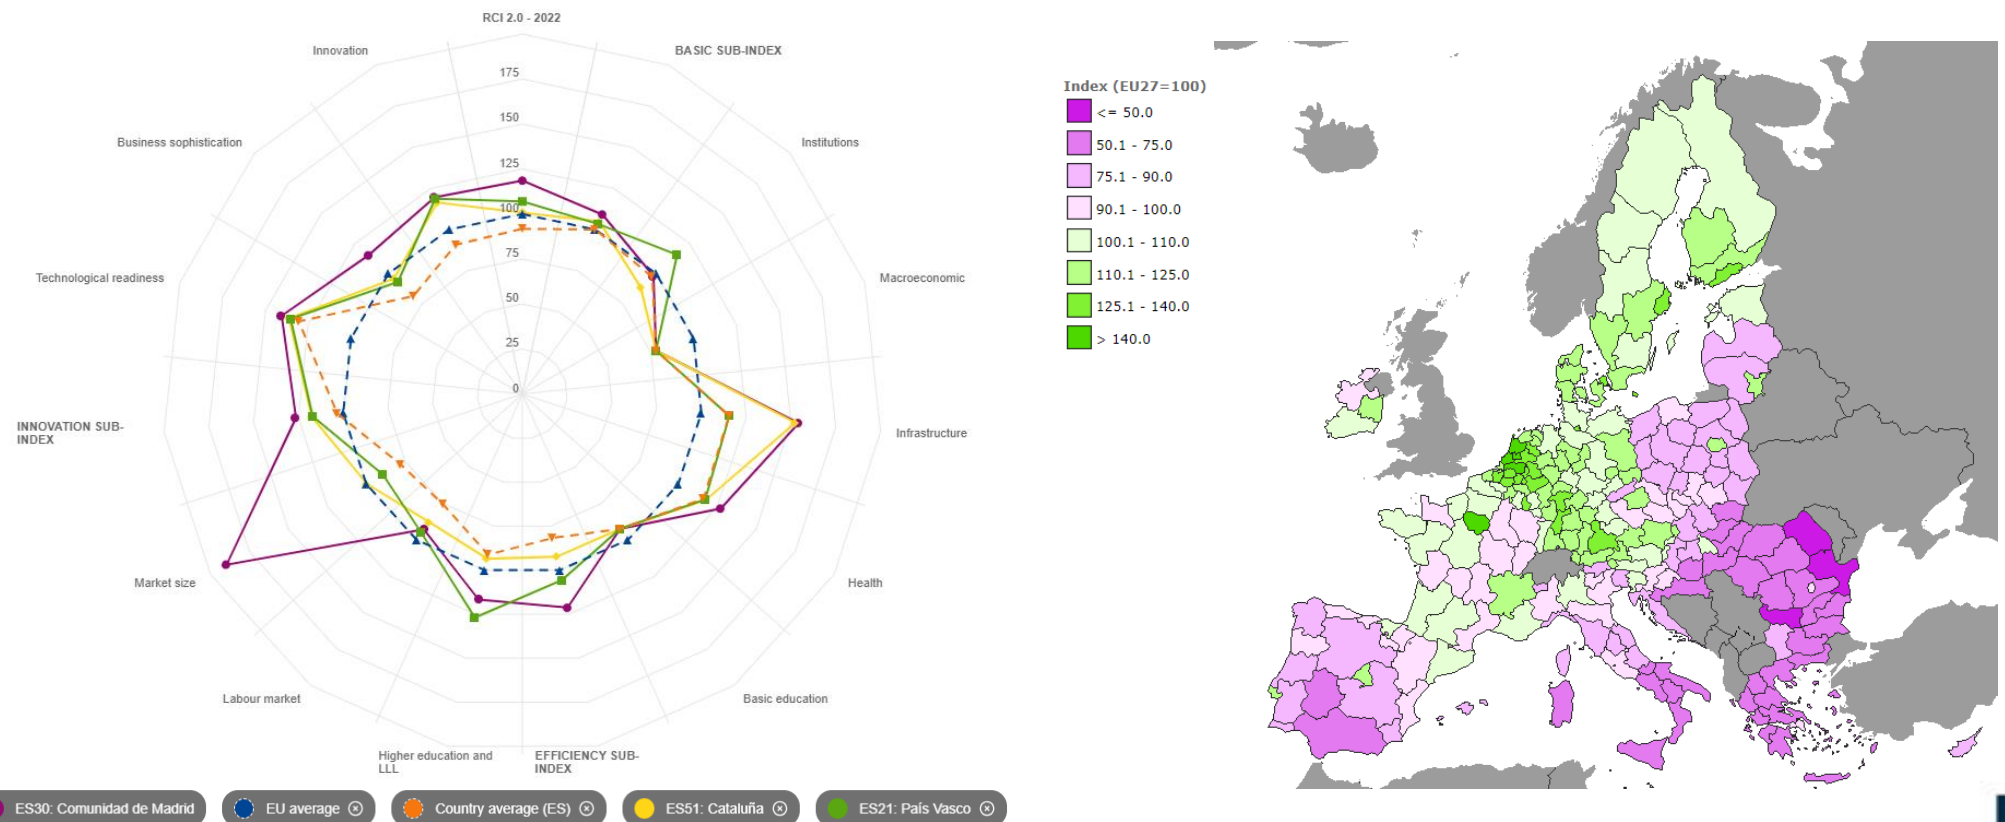 RCI 2.0 - 2022
Innovation
BASIC SUB-INDEX
175
150
Business sophistication
Institutions
125
100
Technological readiness
Macroeconomic
75
50
25
0
INNOVATION SUB-
INDEX
Infrastructure
Market size
Health
Labour market
Basic education
Higher education and
LLL
EFFICIENCY SUB-
INDEX
ES30: Comunidad de Madrid
EU average
Country average (ES)
ES51: Cataluña
ES21: País Vasco
Index (EU27=100)
<= 50.0
50.1 - 75.0
75.1 - 90.0
90.1 - 100.0
100.1 - 110.0
110.1 - 125.0
125.1 - 140.0
> 140.0